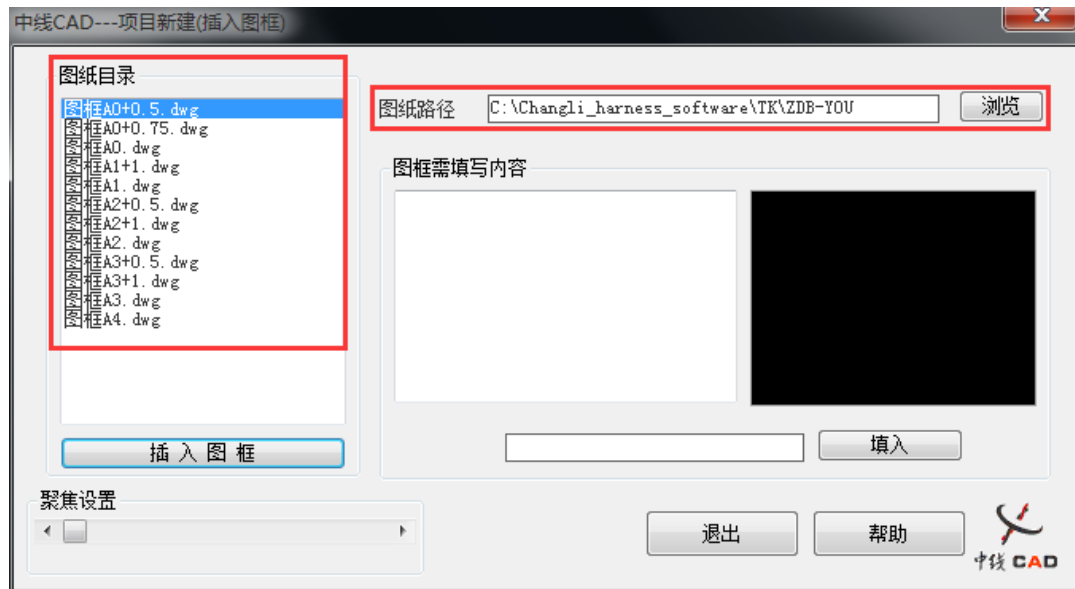 中线CAD---项目新建(插入图框)
X
图纸目录
图框A0+0.5.dwg
图框A0+0.75.dwg
图框A0.dwg
图框A1+1.dwg
图框A1.dwg
图框A2+0.5.dwg
图框A2+1.dwg
图框A2.dwg
图框A3+0.5.dwg
图框A3+1.dwg
图框A3.dwg
图框A4.dwg
插 入 图 框
图纸路径 C:\Changli_harness_software\TK\ZDB-YOU 浏览
图框需填写内容
填入
聚焦设置
退出 帮助
中线 CAD